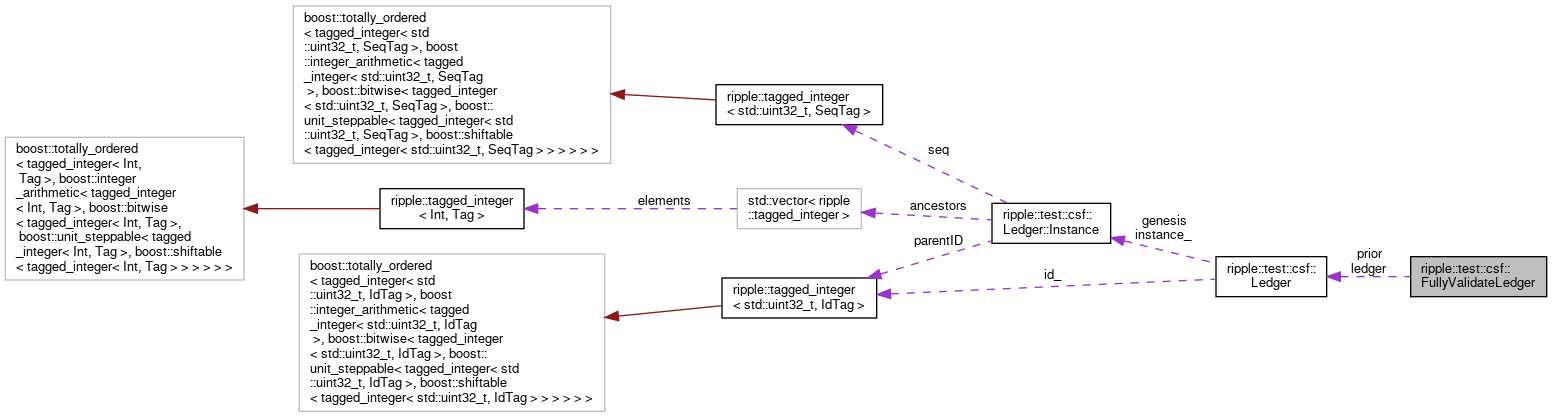 boost::totally_ordered
< tagged_integer< std
::uint32_t, SeqTag >, boost
::integer_arithmetic< tagged
_integer< std::uint32_t, SeqTag
 >, boost::bitwise< tagged_integer
< std::uint32_t, SeqTag >, boost::
unit_steppable< tagged_integer< std
::uint32_t, SeqTag >, boost::shiftable
< tagged_integer< std::uint32_t, SeqTag > > > > > >
ripple::tagged_integer
< std::uint32_t, SeqTag >
seq
boost::totally_ordered
< tagged_integer< Int,
 Tag >, boost::integer
_arithmetic< tagged_integer
< Int, Tag >, boost::bitwise
< tagged_integer< Int, Tag >,
 boost::unit_steppable< tagged
_integer< Int, Tag >, boost::shiftable
< tagged_integer< Int, Tag > > > > > >
ripple::tagged_integer
< Int, Tag >
elements
std::vector< ripple
::tagged_integer >
ancestors
ripple::test::csf::
Ledger::Instance
parentID
genesis
instance_
id_
boost::totally_ordered
< tagged_integer< std
::uint32_t, IdTag >, boost
::integer_arithmetic< tagged
_integer< std::uint32_t, IdTag
 >, boost::bitwise< tagged_integer
< std::uint32_t, IdTag >, boost::
unit_steppable< tagged_integer< std
::uint32_t, IdTag >, boost::shiftable
< tagged_integer< std::uint32_t, IdTag > > > > > >
ripple::tagged_integer
< std::uint32_t, IdTag >
ripple::test::csf::
Ledger
prior
ledger
ripple::test::csf::
FullyValidateLedger